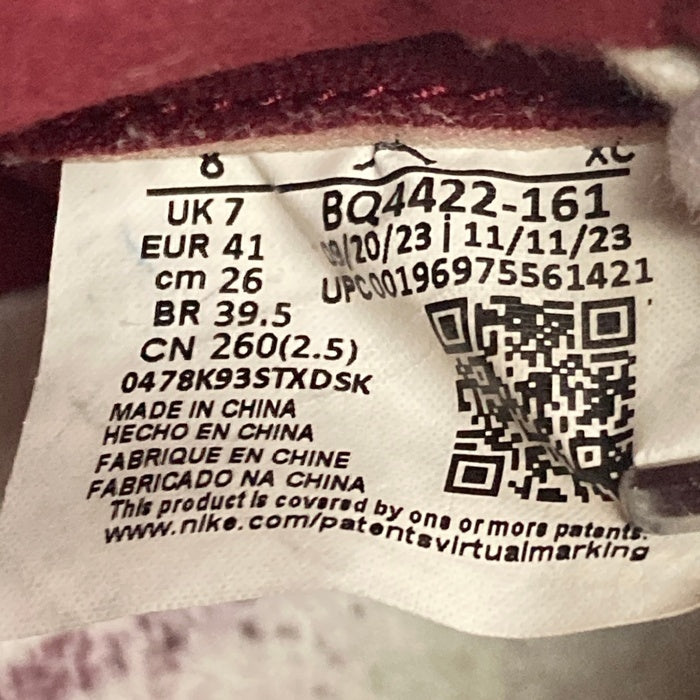 8
XC
UK 7
EUR 41
cm 26
BR 39.5
CN 260(2.5)
0478K93STXDSK
BQ4422-161
09/20/23 | 11/11/23
UPC00196975561421
MADE IN CHINA
HECHO EN CHINA
FABRIQUE EN CHINE
FABRICADO NA CHINA
This product is covered by one or more patents.
www.nike.com/patentsvirtualmarking